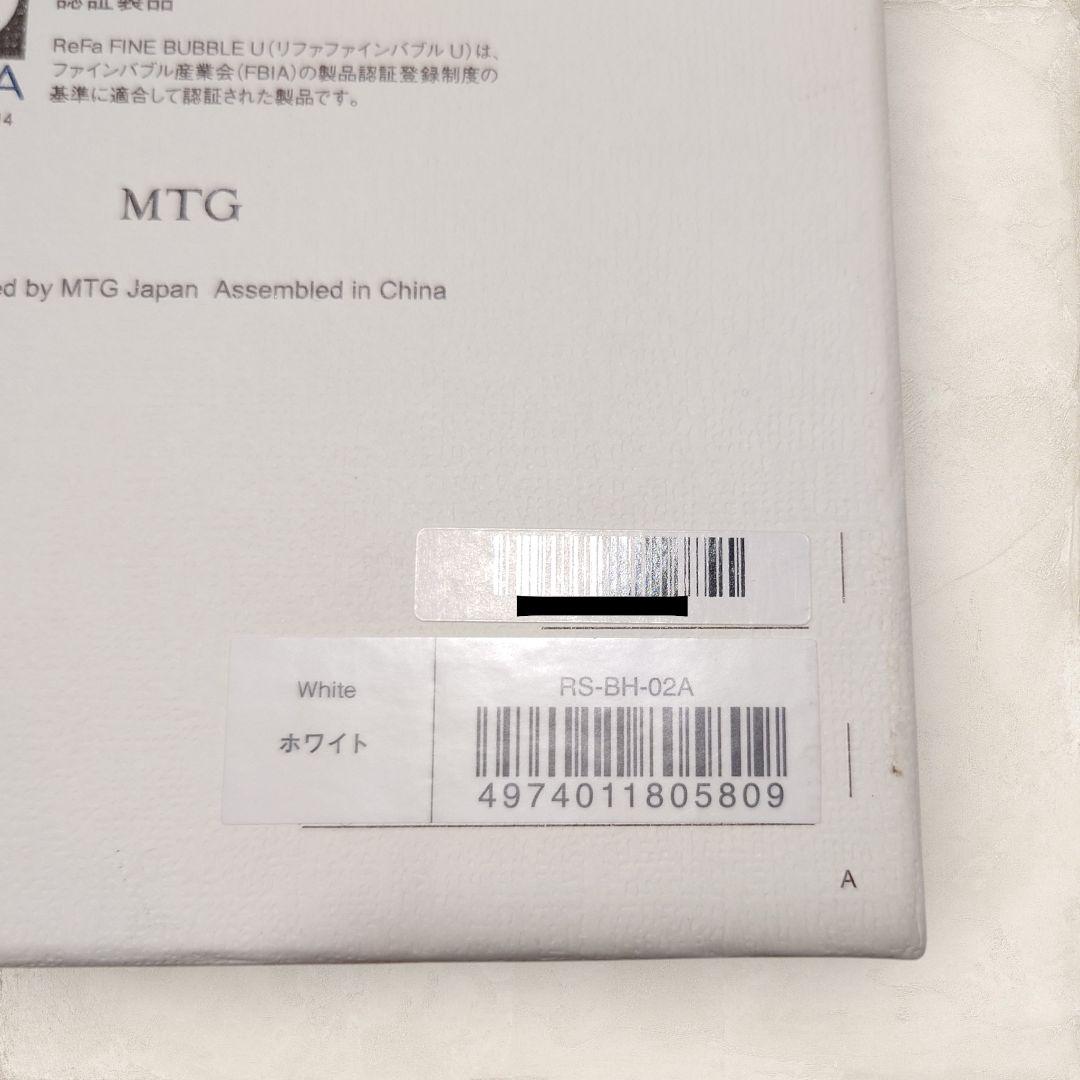 認証製品
ReFa FINE BUBBLE U(リファファインバブル U)は、
ファインバブル産業会(FBIA)の製品認証登録制度の
基準に適合して認証された製品です。
A
MTG
ed by MTG Japan Assembled in China
White
ホワイト
RS-BH-02A
4974011805809
A